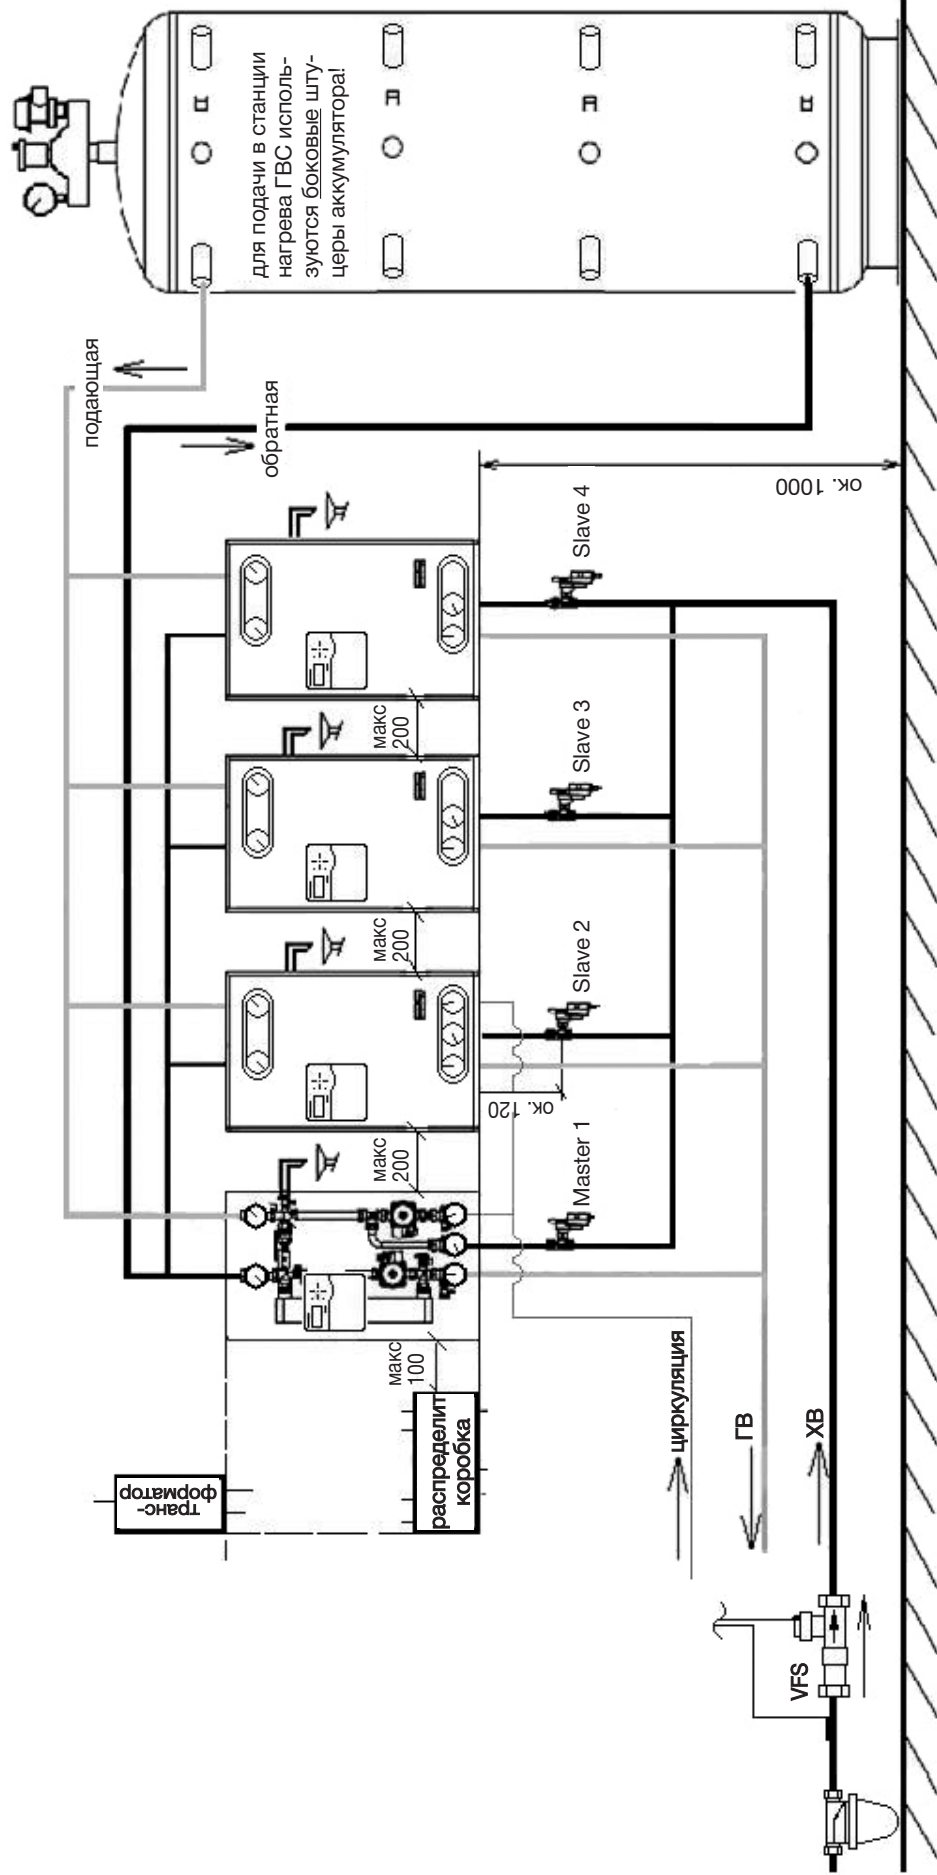 для подачи в станции
нагрева ГВС исполь-
зуются боковые шту-
церы аккумулятора!
подающая
обратная
ок. 1000
Slave 4
макс
200
Slave 3
макс
200
Slave 2
макс
200
ок. 120
Master 1
макс
100
транс-
форматор
распределит
коробка
циркуляция
ГВ
ХВ
VFS